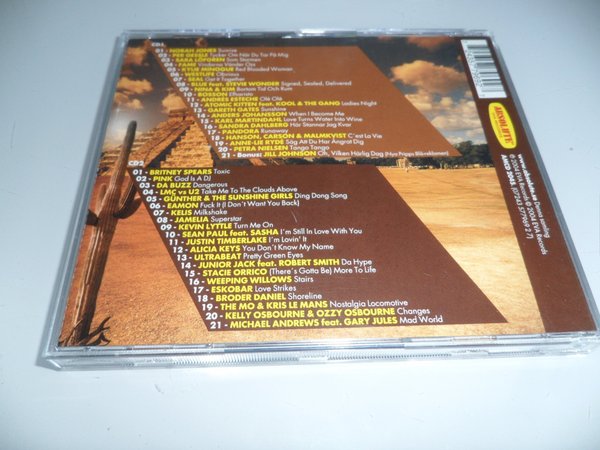 CD1
01 - NORAH JONES Sunrise
02 - PER GESSLE Tycker Om När Du Tar På Mig
03 - SARA LÖFGREN Som Stormen
04 - FAME Vindarna Vänder Oss
05 - KYLIE MINOGUE Red Blooded Woman
06 - WESTLIFE Obvious
07 - SEAL Get It Together
08 - BLUE feat. STEVIE WONDER Signed, Sealed, Delivered
09 - NINA & KIM Bortom Tid Och Rum
10 - BOSSON Efharisto
11 - ANDRÉS ESTECHE Olé Olé
12 - ATOMIC KITTEN feat. KOOL & THE GANG Ladies Night
13 - GARETH GATES Sunshine
14 - ANDERS JOHANSSON When I Become Me
15 - KARL MARTINDAHL Love Turns Water Into Wine
16 - SANDRA DAHLBERG Här Stannar Jag Kvar
17 - PANDORA Runaway
18 - HANSON, CARSON & MALMKVIST C'est La Vie
19 - ANNE-LIE RYDÉ Säg Att Du Har Ångrat Dig
20 - PETRA NIELSEN Tango Tango
21 - Bonus: JILL JOHNSON Oh, Vilken Härlig Dag
CD2
01 - BRITNEY SPEARS Toxic
02 - PINK God Is A DJ
03 - DA BUZZ Dangerous
04 - LMC vs U2 Take Me To The Clouds Above
05 - GÜNTHER & THE SUNSHINE GIRLS Ding Dong Song
06 - EAMON Fuck It (I Don't Want You Back)
07 - KELIS Milkshake
08 - JAMELIA Superstar
09 - KEVIN LYTTLE Turn Me On
10 - SEAN PAUL feat. SASHA I'm Still In Love With You
11 - JUSTIN TIMBERLAKE I'm Lovin' It
12 - ALICIA KEYS You Don't Know My Name
13 - ULTRABEAT Pretty Green Eyes
14 - JUNIOR JACK feat. ROBERT SMITH Da Hype
15 - STACIE ORRICO (There's Gotta Be) More To Life
16 - WEEPING WILLOWS Stairs
17 - ESKOBAR Love Strikes
18 - BRODER DANIEL Shoreline
19 - THE MO & KRIS LE MANS Nostalgia Locomotive
20 - KELLY OSBOURNE & OZZY OSBOURNE Changes
21 - MICHAEL ANDREWS feat. GARY JULES Mad World
ABSOLUTE
© 2004 EVA Records